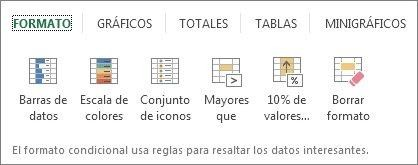 FORMATO GRÁFICOS TOTALES TABLAS MINIGRÁFICOS
Barras de datos
Escala de colores
Conjunto de iconos
Mayores que
10% de valores...
Borrar formato
El formato condicional usa reglas para resaltar los datos interesantes.